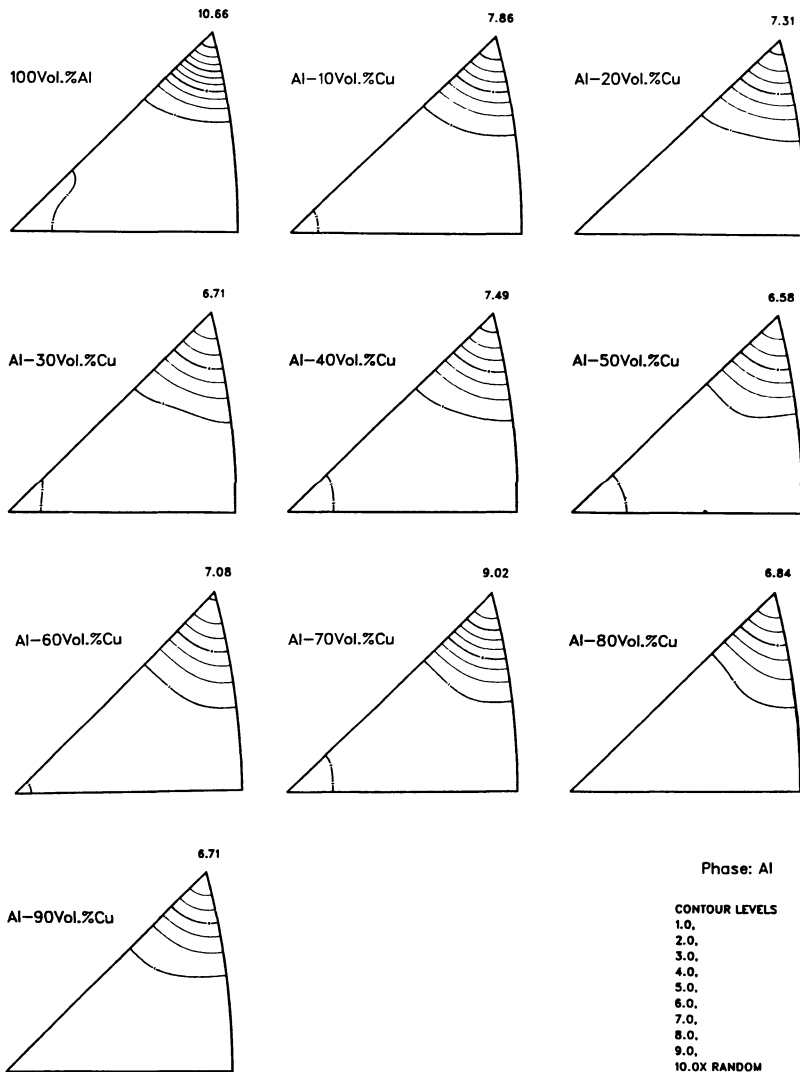 10.66
7.86
7.31
100Vol.%Al
Al-10Vol.%Cu
Al-20Vol.%Cu
6.71
7.49
6.58
Al-30Vol.%Cu
Al-40Vol.%Cu
Al-50Vol.%Cu
7.08
9.02
6.84
Al-60Vol.%Cu
Al-70Vol.%Cu
Al-80Vol.%Cu
6.71
Al-90Vol.%Cu
Phase: Al
CONTOUR LEVELS
1.0,
2.0,
3.0,
4.0,
5.0,
6.0,
7.0,
8.0,
9.0,
10.0X RANDOM